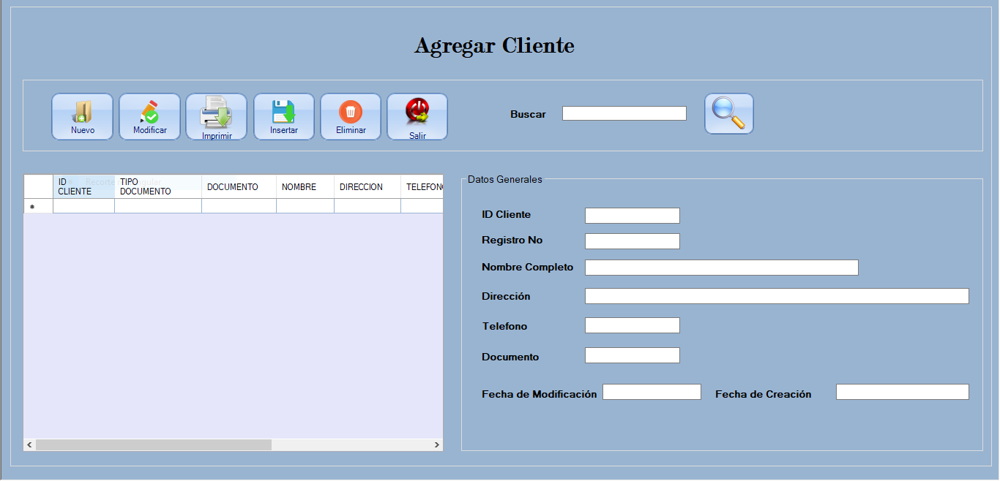 Agregar Cliente
Nuevo
Modificar
Imprimir
Insertar
Eliminar
Salir
Buscar
ID
CLIENTE
TIPO
DOCUMENTO
DOCUMENTO
NOMBRE
DIRECCION
TELEFON
Datos Generales
ID Cliente
Registro No
Nombre Completo
Dirección
Telefono
Documento
Fecha de Modificación
Fecha de Creación